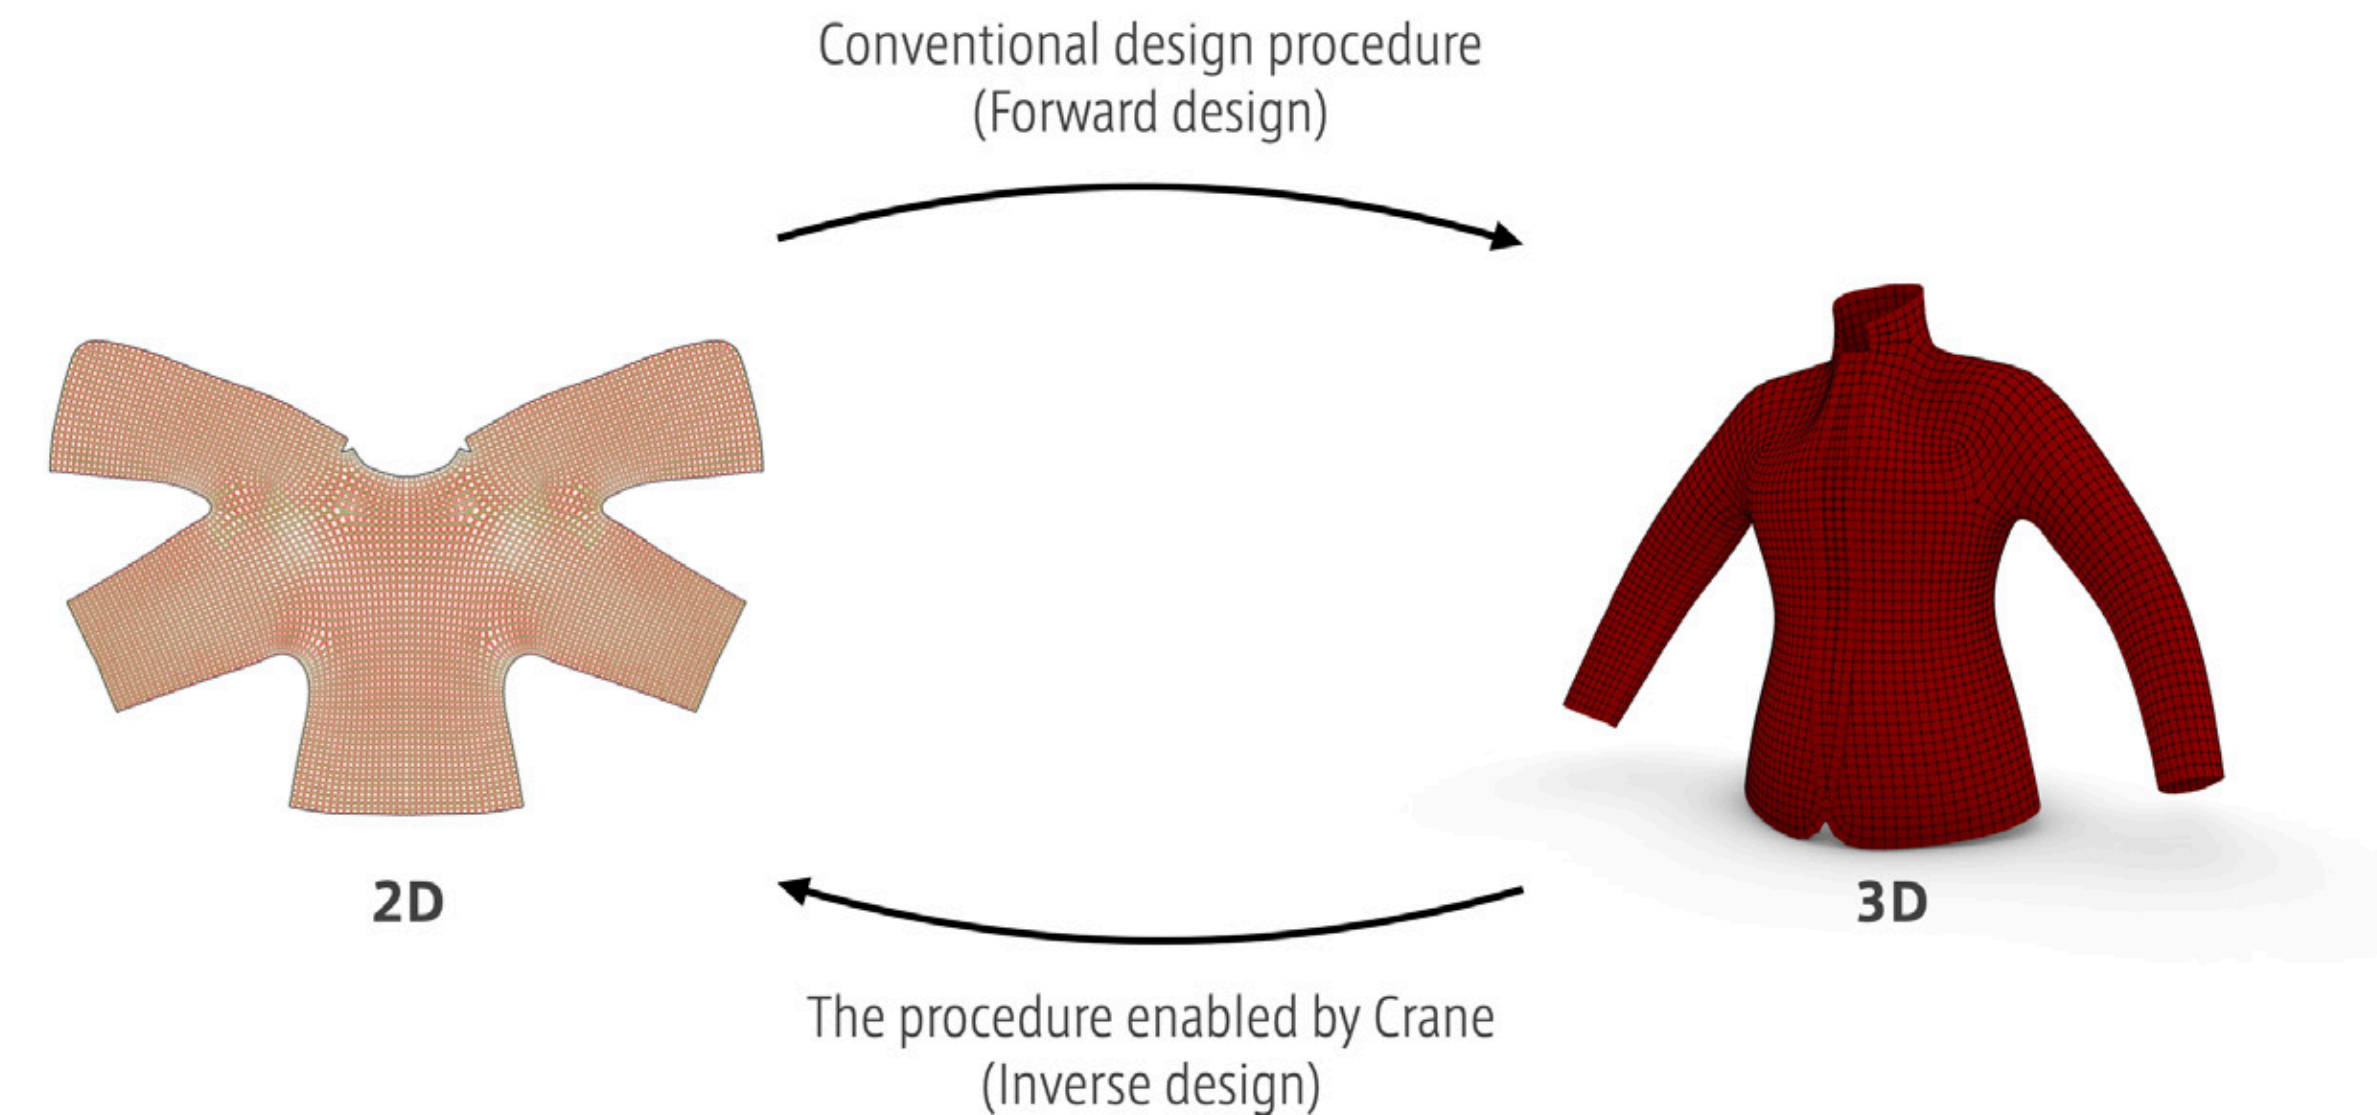 Conventional design procedure
(Forward design)
2D
3D
The procedure enabled by Crane
(Inverse design)